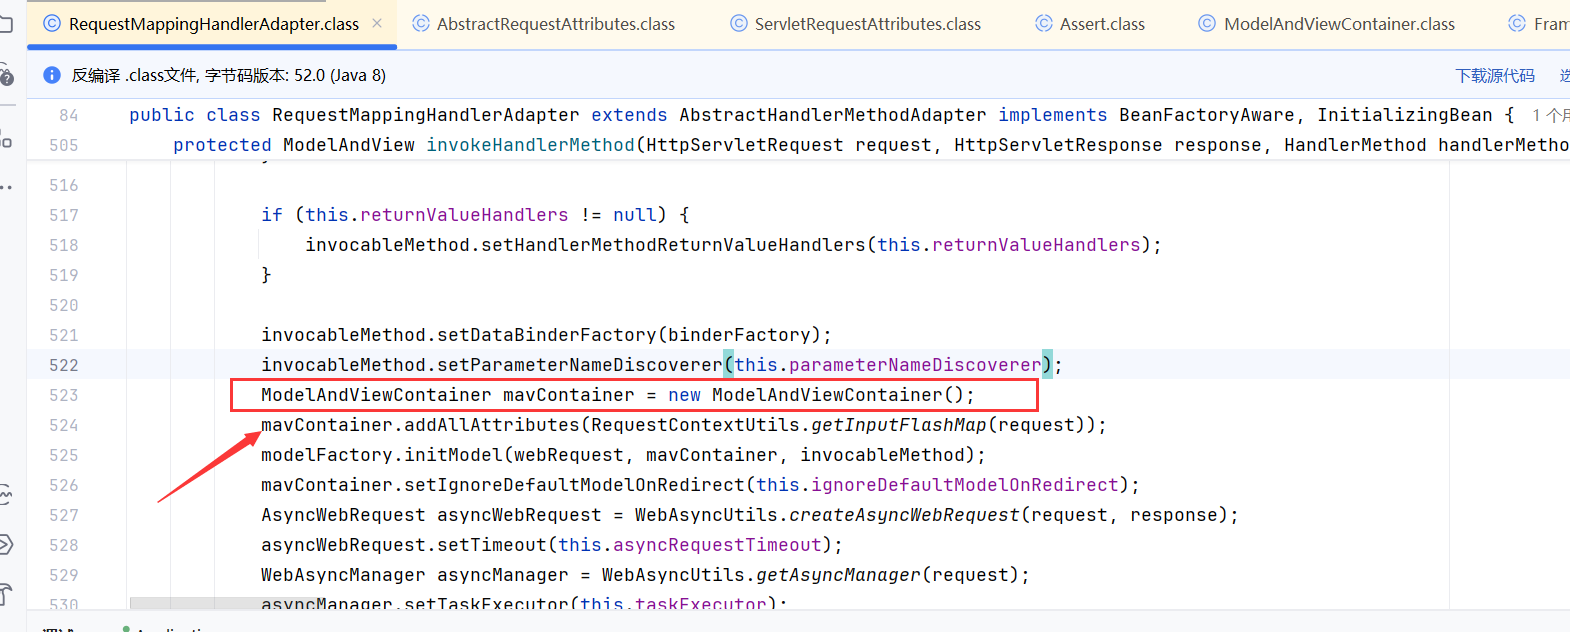 RequestMappingHandlerAdapter.class AbstractRequestAttributes.class ServletRequestAttributes.class Assert.class ModelAndViewContainer.class Fram
反编译 .class文件, 字节码版本: 52.0 (Java 8) 下载源代码
84 public class RequestMappingHandlerAdapter extends AbstractHandlerMethodAdapter implements BeanFactoryAware, InitializingBean { 1 个用
505 protected ModelAndView invokeHandlerMethod(HttpServletRequest request, HttpServletResponse response, HandlerMethod handlerMetho
516
517 if (this.returnValueHandlers != null) {
518 invocableMethod.setHandlerMethodReturnValueHandlers(this.returnValueHandlers);
519 }
520
521 invocableMethod.setDataBinderFactory(binderFactory);
522 invocableMethod.setParameterNameDiscoverer(this.parameterNameDiscoverer);
523 ModelAndViewContainer mavContainer = new ModelAndViewContainer();
524 mavContainer.addAllAttributes(RequestContextUtils.getInputFlashMap(request));
525 modelFactory.initModel(webRequest, mavContainer, invocableMethod);
526 mavContainer.setIgnoreDefaultModelOnRedirect(this.ignoreDefaultModelOnRedirect);
527 AsyncWebRequest asyncWebRequest = WebAsyncUtils.createAsyncWebRequest(request, response);
528 asyncWebRequest.setTimeout(this.asyncRequestTimeout);
529 WebAsyncManager asyncManager = WebAsyncUtils.getAsyncManager(request);
530 asyncManager.setTaskExecutor(this.taskExecutor);